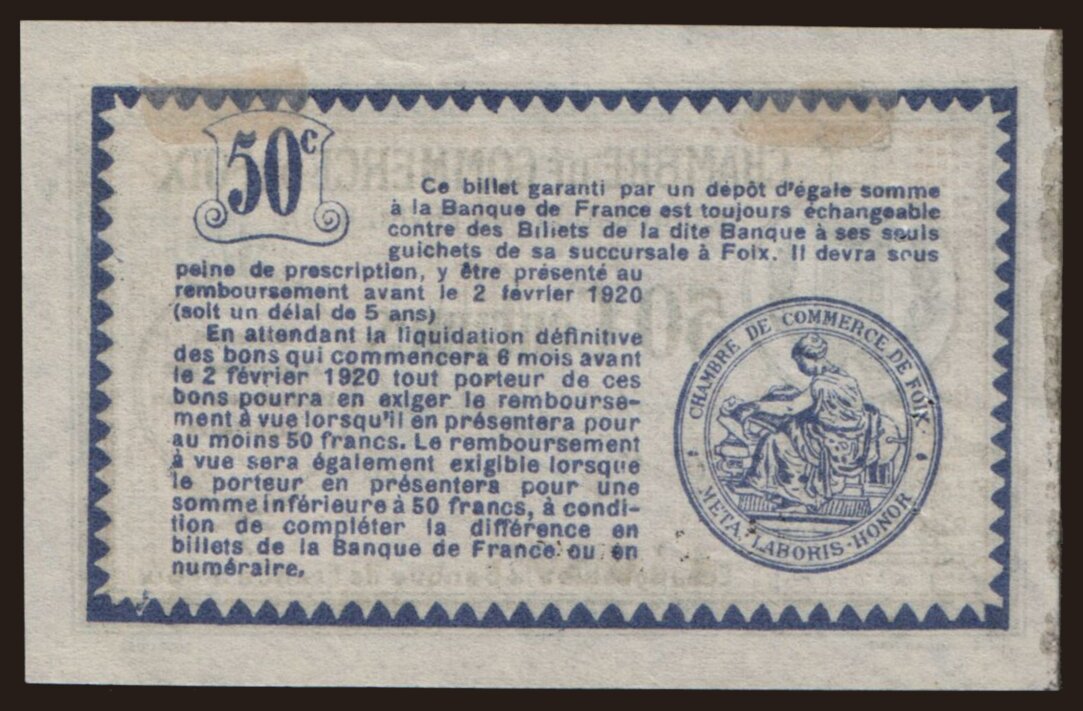 50c
Ce billet garanti par un dépôt d'égale somme
à la Banque de France est toujours échangeable
contre des Billets de la dite Banque à ses seuls
guichets de sa succursale à Foix. Il devra sous
peine de prescription, y être présenté au
remboursement avant le 2 février 1920
(soit un délai de 5 ans)
En attendant la liquidation définitive
des bons qui commencera 6 mois avant
le 2 février 1920 tout porteur de ces
bons pourra en exiger le rembourse-
ment à vue lorsqu'il en présentera pour
au moins 50 francs. Le remboursement
à vue sera également exigible lorsque
le porteur en présentera pour une
somme inférieure à 50 francs, à condi-
tion de compléter la différence en
billets de la Banque de France ou en
numéraire.
CHAMBRE DE COMMERCE DE FOIX
META·LABORIS·HONOR